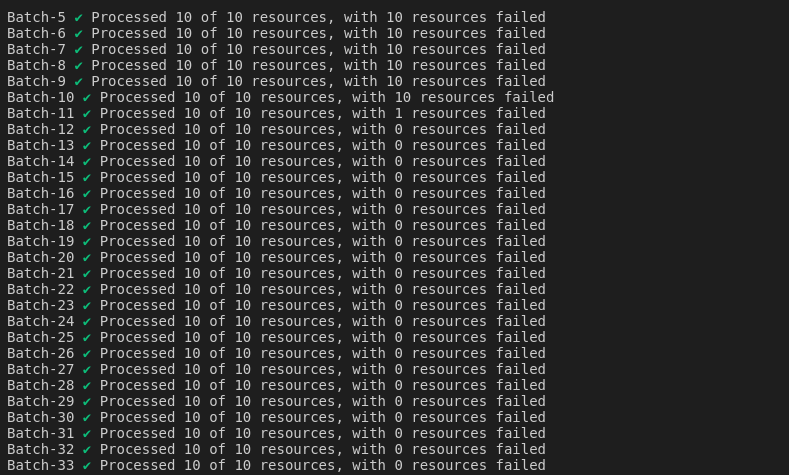 Batch-5 ✔ Processed 10 of 10 resources, with 10 resources failed
Batch-6 ✔ Processed 10 of 10 resources, with 10 resources failed
Batch-7 ✔ Processed 10 of 10 resources, with 10 resources failed
Batch-8 ✔ Processed 10 of 10 resources, with 10 resources failed
Batch-9 ✔ Processed 10 of 10 resources, with 10 resources failed
Batch-10 ✔ Processed 10 of 10 resources, with 10 resources failed
Batch-11 ✔ Processed 10 of 10 resources, with 1 resources failed
Batch-12 ✔ Processed 10 of 10 resources, with 0 resources failed
Batch-13 ✔ Processed 10 of 10 resources, with 0 resources failed
Batch-14 ✔ Processed 10 of 10 resources, with 0 resources failed
Batch-15 ✔ Processed 10 of 10 resources, with 0 resources failed
Batch-16 ✔ Processed 10 of 10 resources, with 0 resources failed
Batch-17 ✔ Processed 10 of 10 resources, with 0 resources failed
Batch-18 ✔ Processed 10 of 10 resources, with 0 resources failed
Batch-19 ✔ Processed 10 of 10 resources, with 0 resources failed
Batch-20 ✔ Processed 10 of 10 resources, with 0 resources failed
Batch-21 ✔ Processed 10 of 10 resources, with 0 resources failed
Batch-22 ✔ Processed 10 of 10 resources, with 0 resources failed
Batch-23 ✔ Processed 10 of 10 resources, with 0 resources failed
Batch-24 ✔ Processed 10 of 10 resources, with 0 resources failed
Batch-25 ✔ Processed 10 of 10 resources, with 0 resources failed
Batch-26 ✔ Processed 10 of 10 resources, with 0 resources failed
Batch-27 ✔ Processed 10 of 10 resources, with 0 resources failed
Batch-28 ✔ Processed 10 of 10 resources, with 0 resources failed
Batch-29 ✔ Processed 10 of 10 resources, with 0 resources failed
Batch-30 ✔ Processed 10 of 10 resources, with 0 resources failed
Batch-31 ✔ Processed 10 of 10 resources, with 0 resources failed
Batch-32 ✔ Processed 10 of 10 resources, with 0 resources failed
Batch-33 ✔ Processed 10 of 10 resources, with 0 resources failed